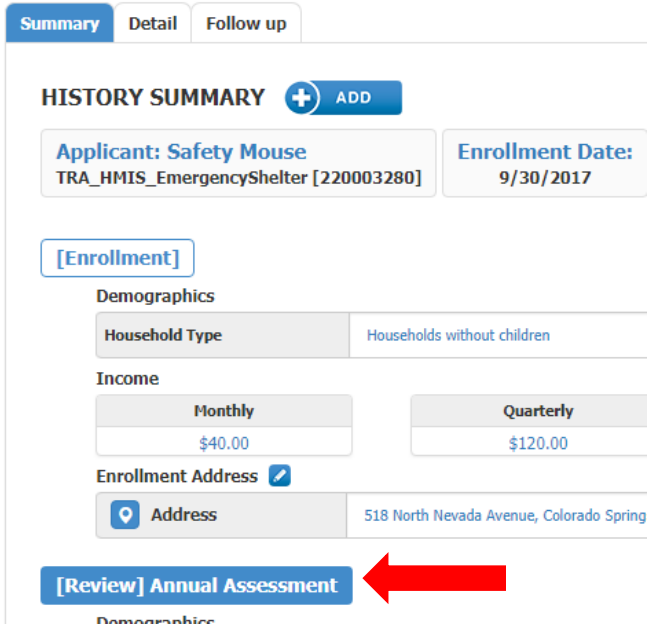 Summary Detail Follow up
HISTORY SUMMARY ADD
Applicant: Safety Mouse
TRA_HMIS_EmergencyShelter [220003280]
Enrollment Date:
9/30/2017
[Enrollment]
Demographics
Household Type Households without children
Income
Monthly Quarterly
$40.00 $120.00
Enrollment Address
Address 518 North Nevada Avenue, Colorado Spring
[Review] Annual Assessment
Demographics